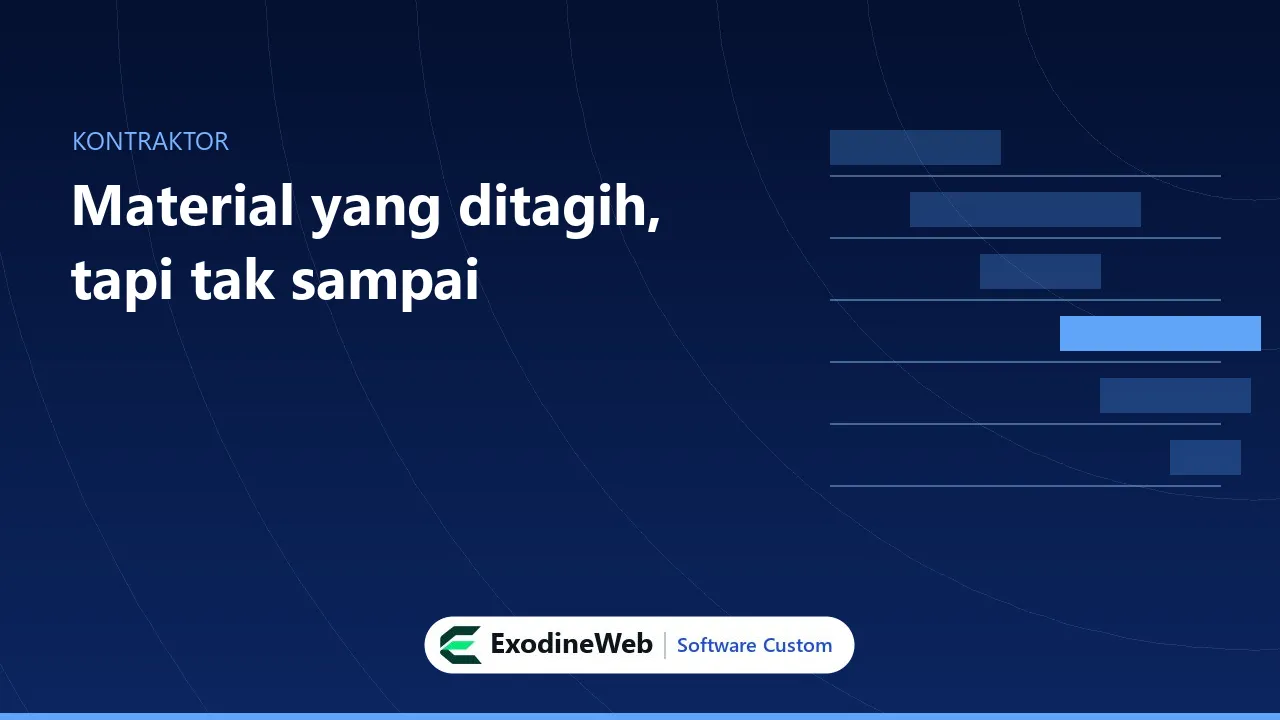 KONTRAKTOR
Material yang ditagih,
tapi tak sampai
ExodineWeb | Software Custom